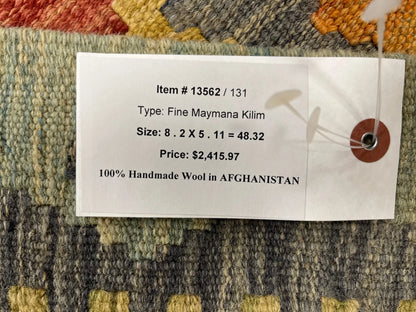 Item # 13562 / 131
Type: Fine Maymana Kilim
Size: 8 . 2 X 5 . 11 = 48.32
Price: $2,415.97
100% Handmade Wool in AFGHANISTAN